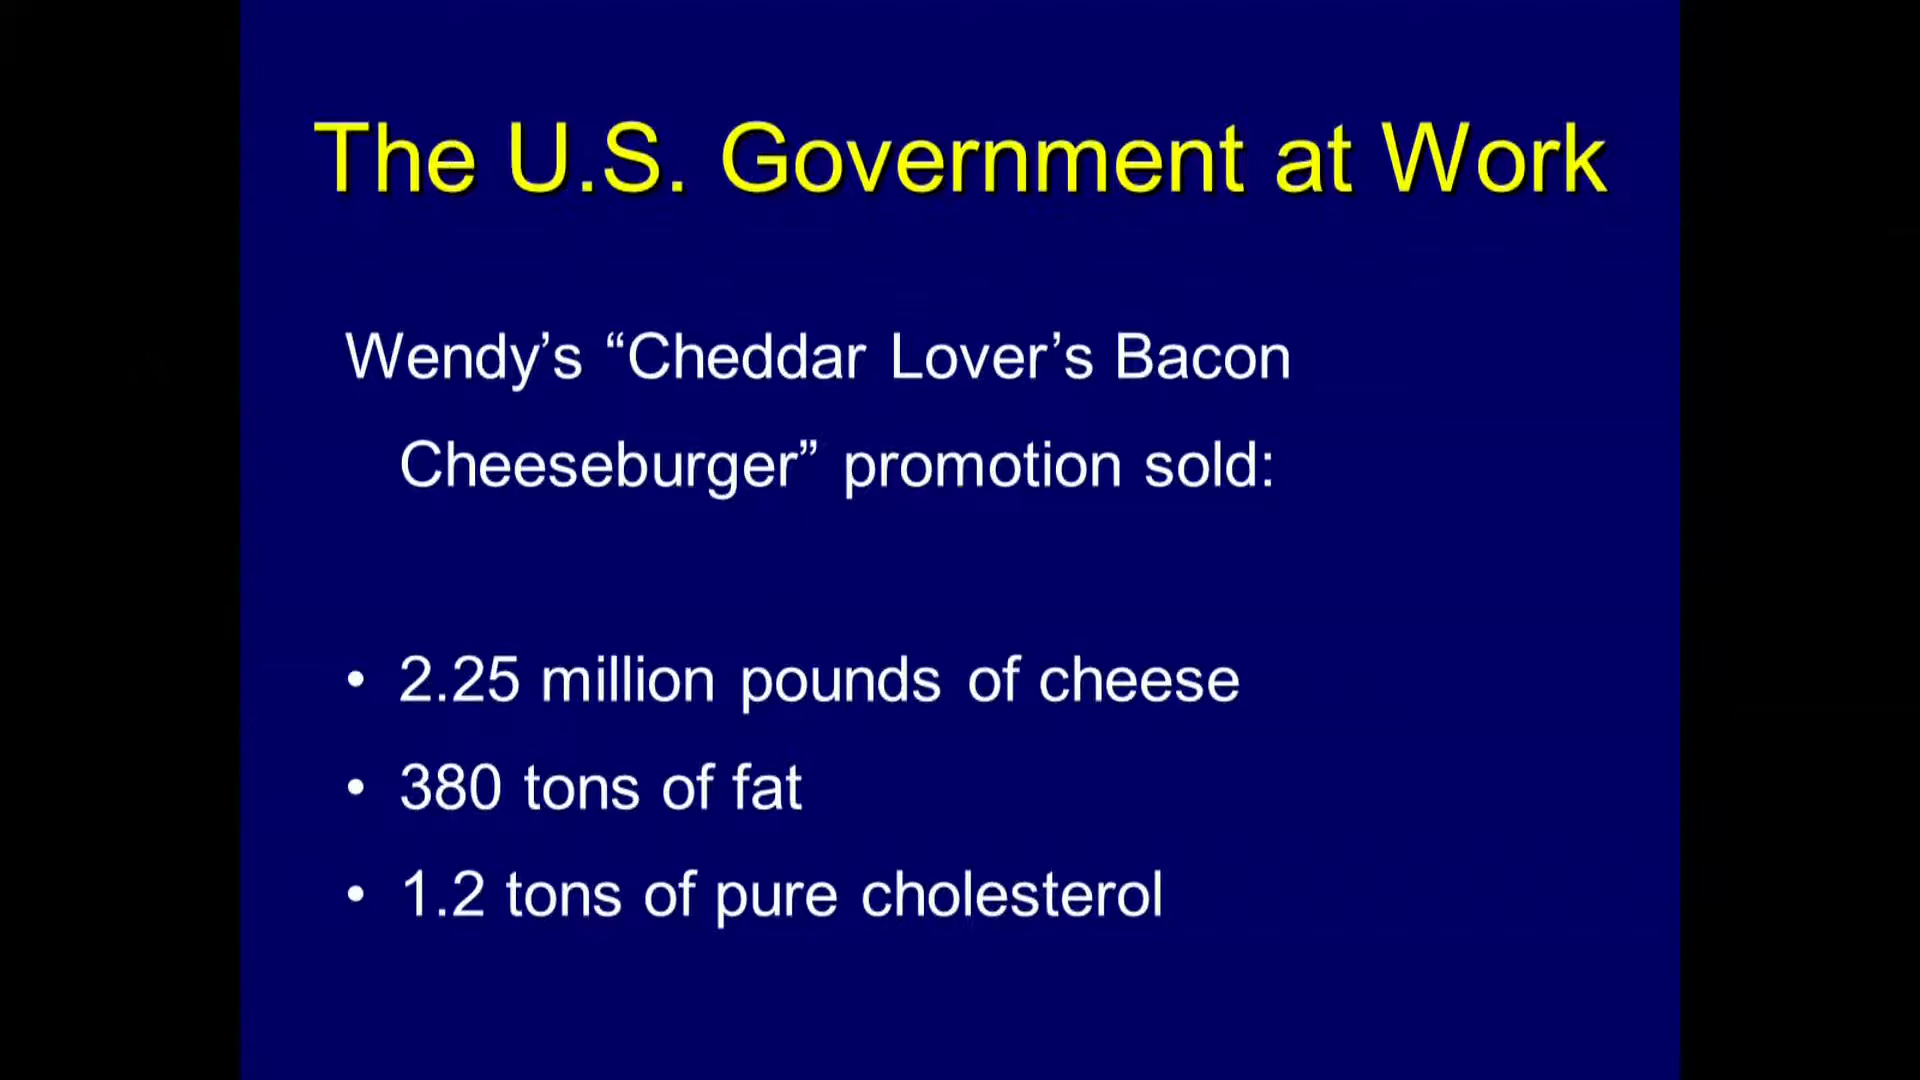 The U.S. Government at Work
Wendy’s “Cheddar Lover’s Bacon
Cheeseburger” promotion sold:
• 2.25 million pounds of cheese
• 380 tons of fat
• 1.2 tons of pure cholesterol